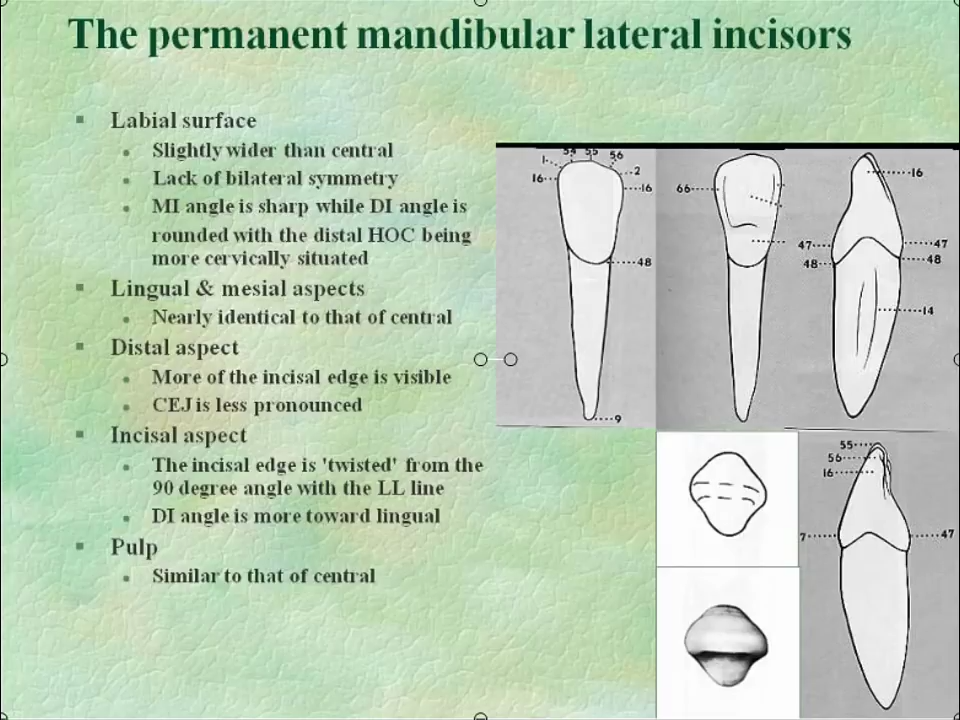 The permanent mandibular lateral incisors
Labial surface
Slightly wider than central
Lack of bilateral symmetry
MI angle is sharp while DI angle is
rounded with the distal HOC being
more cervically situated
Lingual & mesial aspects
Nearly identical to that of central
Distal aspect
More of the incisal edge is visible
CEJ is less pronounced
Incisal aspect
The incisal edge is 'twisted' from the
90 degree angle with the LL line
DI angle is more toward lingual
Pulp
Similar to that of central
54 55 56
1 2
16 16
48
9
66
16
47 47
48 48
14
55
56
16
7 47